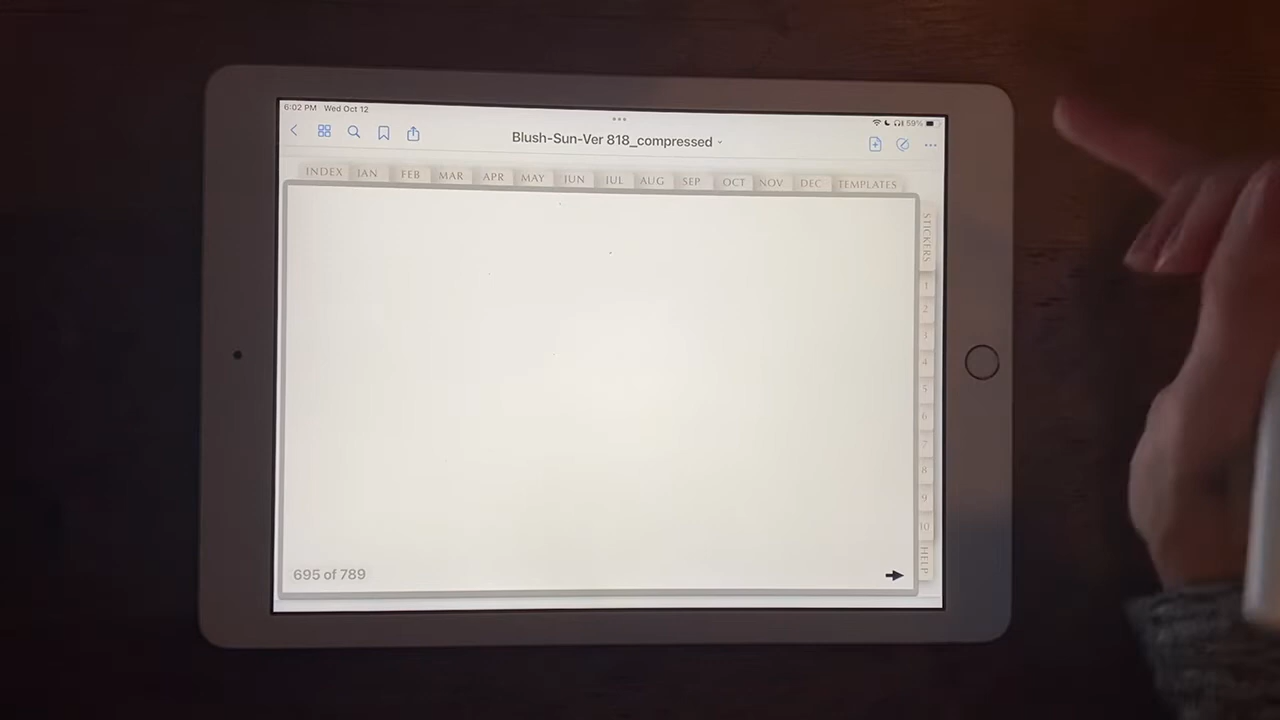 6:02 PM Wed Oct 12
59%
Blush-Sun-Ver 818_compressed
INDEX JAN FEB MAR APR MAY JUN JUL AUG SEP OCT NOV DEC TEMPLATES
STICKERS
1
2
3
4
5
6
7
8
9
10
HELP
695 of 789